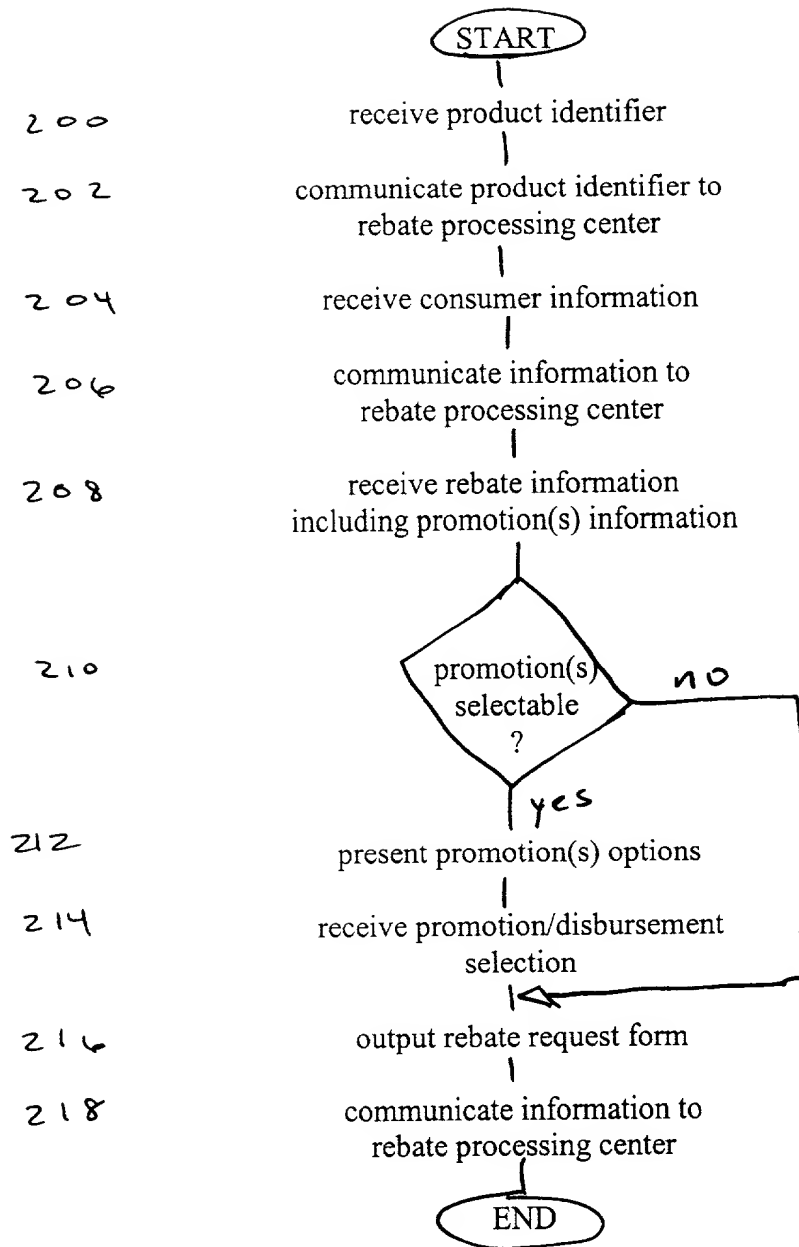 START
200
receive product identifier
202
communicate product identifier to
rebate processing center
204
receive consumer information
206
communicate information to
rebate processing center
208
receive rebate information
including promotion(s) information
210
promotion(s)
selectable
?
no
yes
212
present promotion(s) options
214
receive promotion/disbursement
selection
216
output rebate request form
218
communicate information to
rebate processing center
END